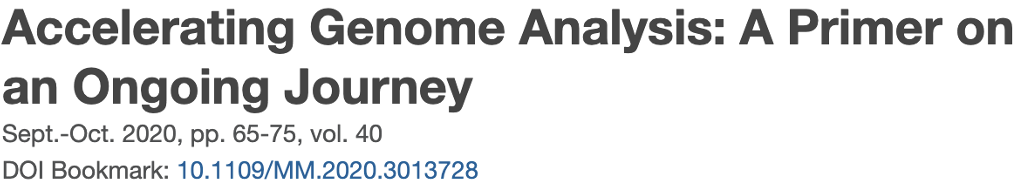 Accelerating Genome Analysis: A Primer on
an Ongoing Journey
Sept.-Oct. 2020, pp. 65-75, vol. 40
DOI Bookmark: 10.1109/MM.2020.3013728